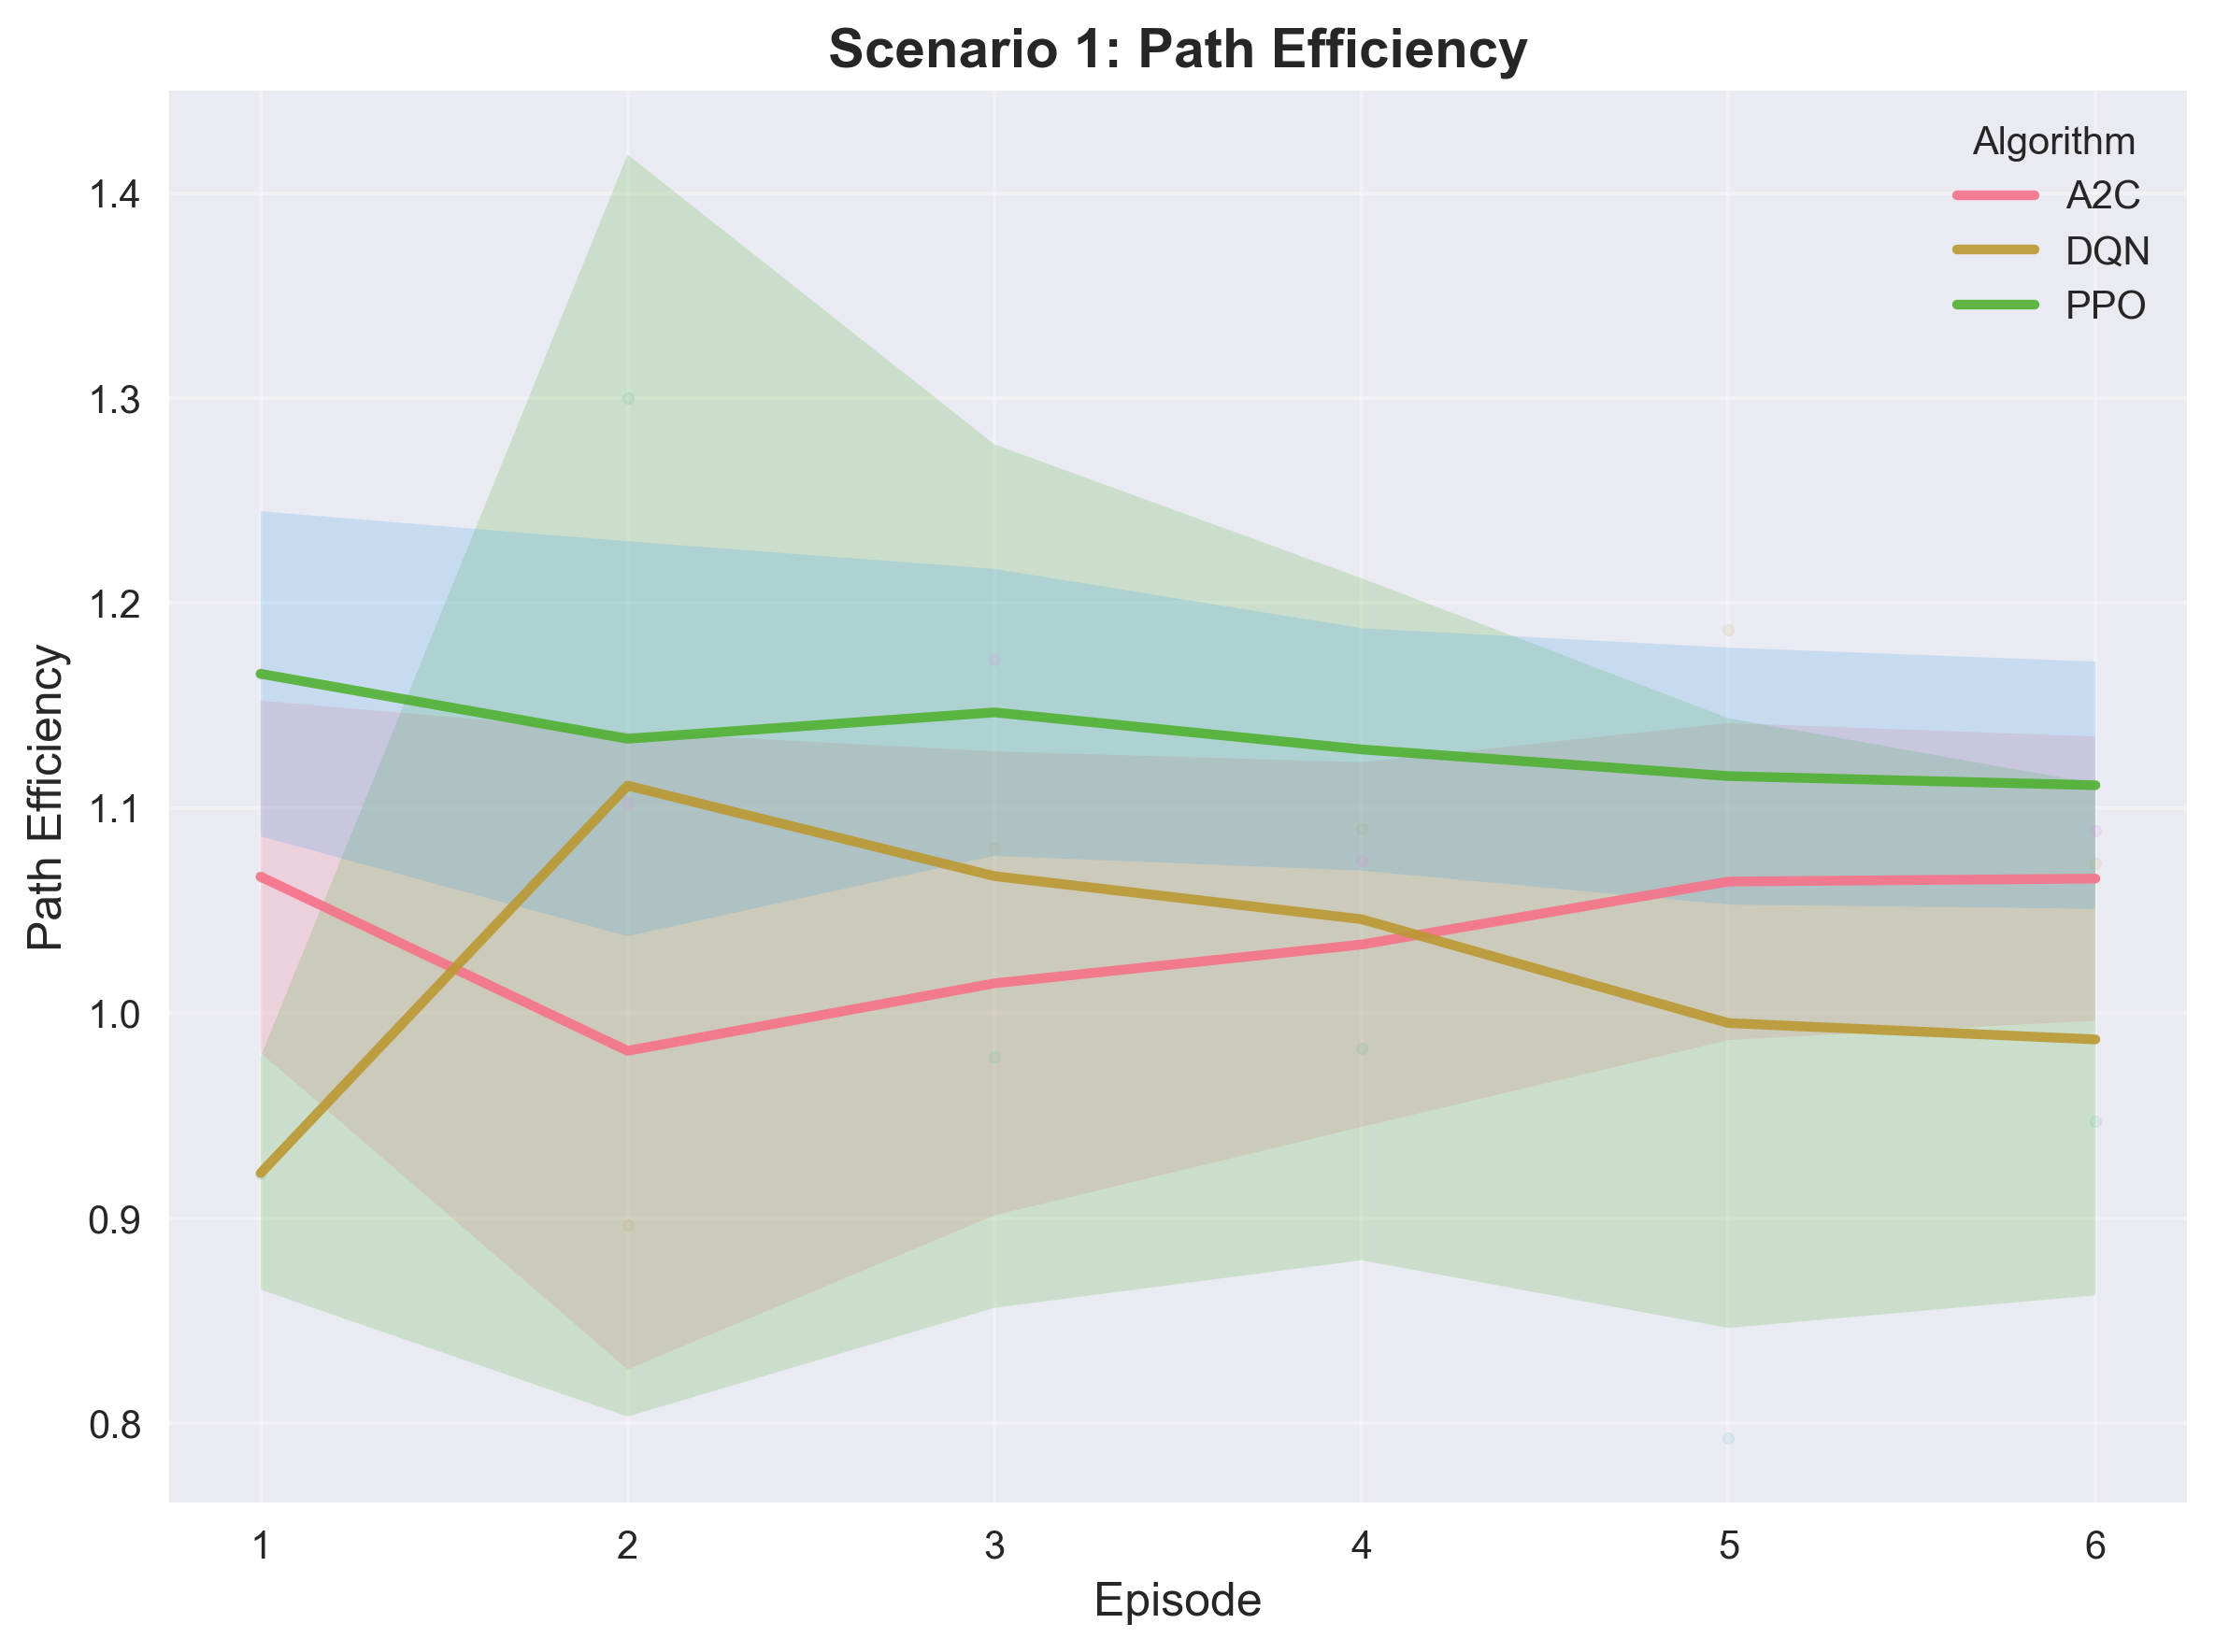 Scenario 1: Path Efficiency
Algorithm
A2C
DQN
PPO
Path Efficiency
1.4
1.3
1.2
1.1
1.0
0.9
0.8
1 2 3 4 5 6
Episode